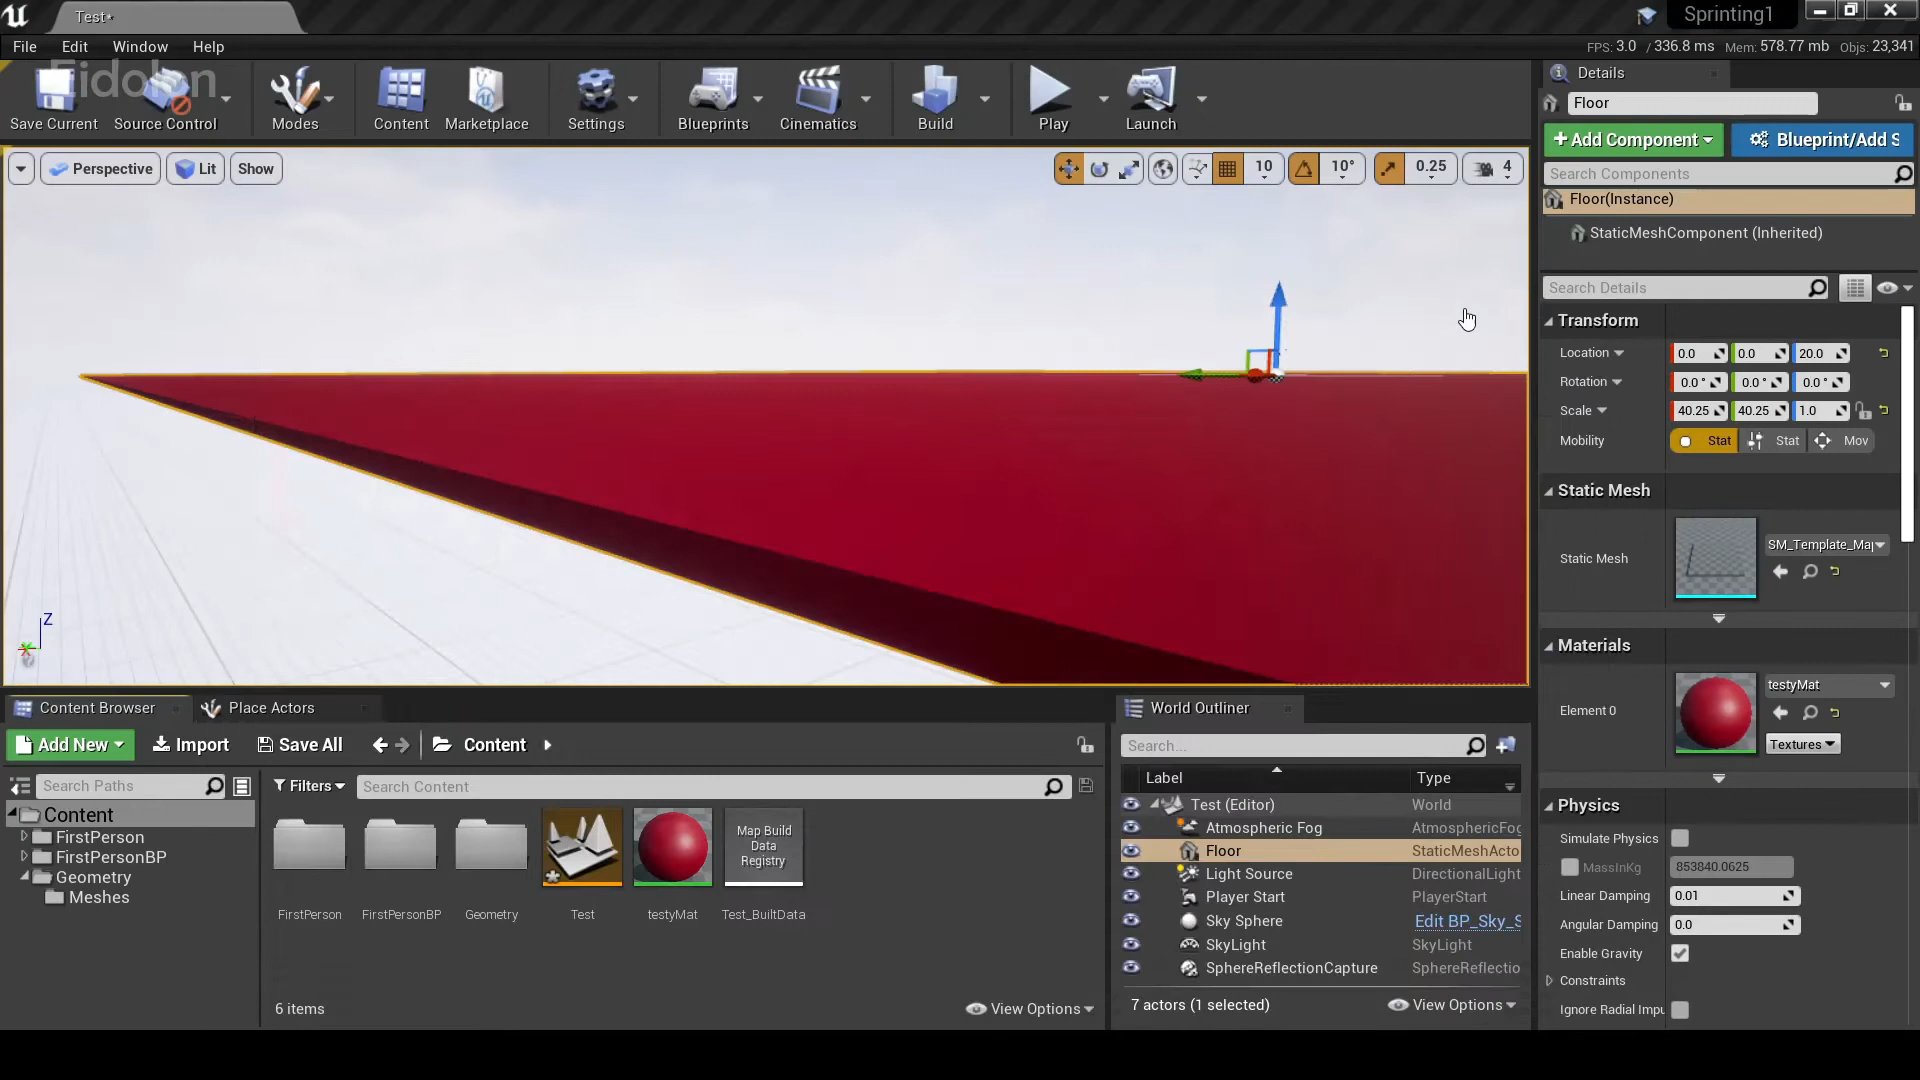 Test*
Sprinting1
File Edit Window Help
FPS: 3.0 / 336.8 ms Mem: 578.77 mb Objs: 23,341
Eidolon
Save Current Source Control Modes Content Marketplace Settings Blueprints Cinematics Build Play Launch
Perspective Lit Show
10 10° 0.25 4
Z
Details
Floor
+Add Component Blueprint/Add S
Search Components
Floor(Instance)
StaticMeshComponent (Inherited)
Search Details
Transform
Location 0.0 0.0 20.0
Rotation 0.0° 0.0° 0.0°
Scale 40.25 40.25 1.0
Mobility Stat Stat Mov
Static Mesh
Static Mesh SM_Template_Ma
Materials
Element 0 testyMat
Textures
Physics
Simulate Physics
MassInKg 853840.0625
Linear Damping 0.01
Angular Damping 0.0
Enable Gravity
Constraints
Ignore Radial Impu
Content Browser Place Actors
Add New Import Save All Content
Search Paths Filters Search Content
Content
FirstPerson
FirstPersonBP
Geometry
Meshes
Map Build
Data
Registry
FirstPerson FirstPersonBP Geometry Test testyMat Test_BuiltData
6 items View Options
World Outliner
Search...
Label Type
Test (Editor) World
Atmospheric Fog AtmosphericFog
Floor StaticMeshActo
Light Source DirectionalLight
Player Start PlayerStart
Sky Sphere Edit BP_Sky_S
SkyLight SkyLight
SphereReflectionCapture SphereReflectio
7 actors (1 selected) View Options